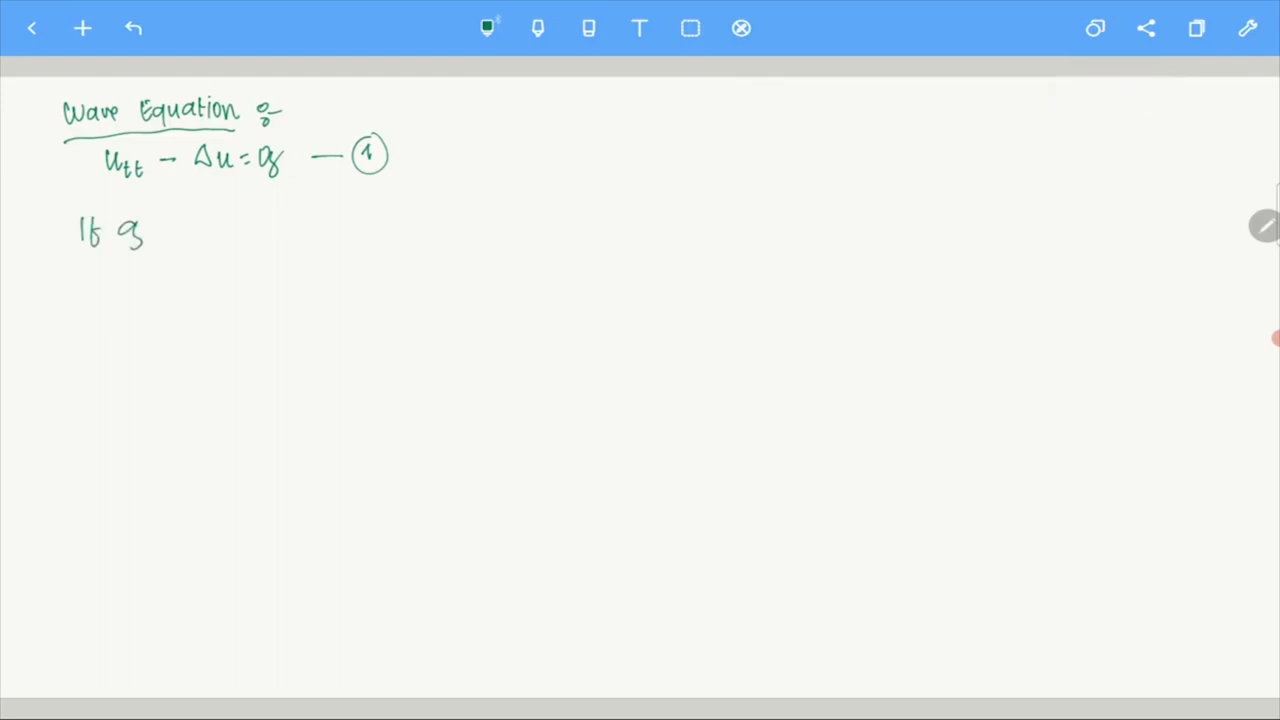 Wave Equation :-
u_tt - Δu = g — (1)
If g